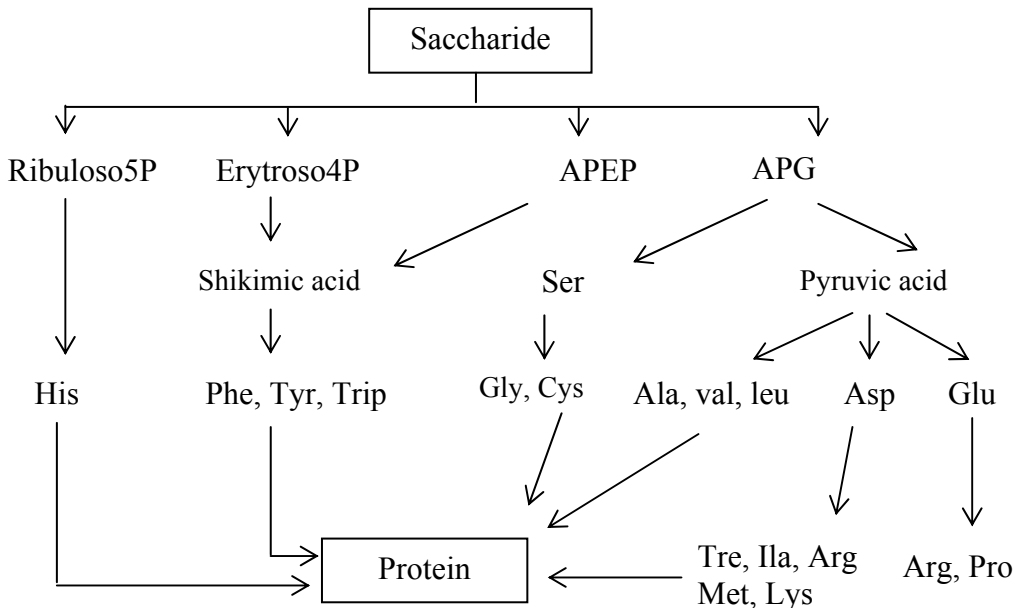 Saccharide
Ribuloso5P
Erytroso4P
APEP
APG
Shikimic acid
Ser
Pyruvic acid
His
Phe, Tyr, Trip
Gly, Cys
Ala, val, leu
Asp
Glu
Protein
Tre, Ila, Arg
Met, Lys
Arg, Pro